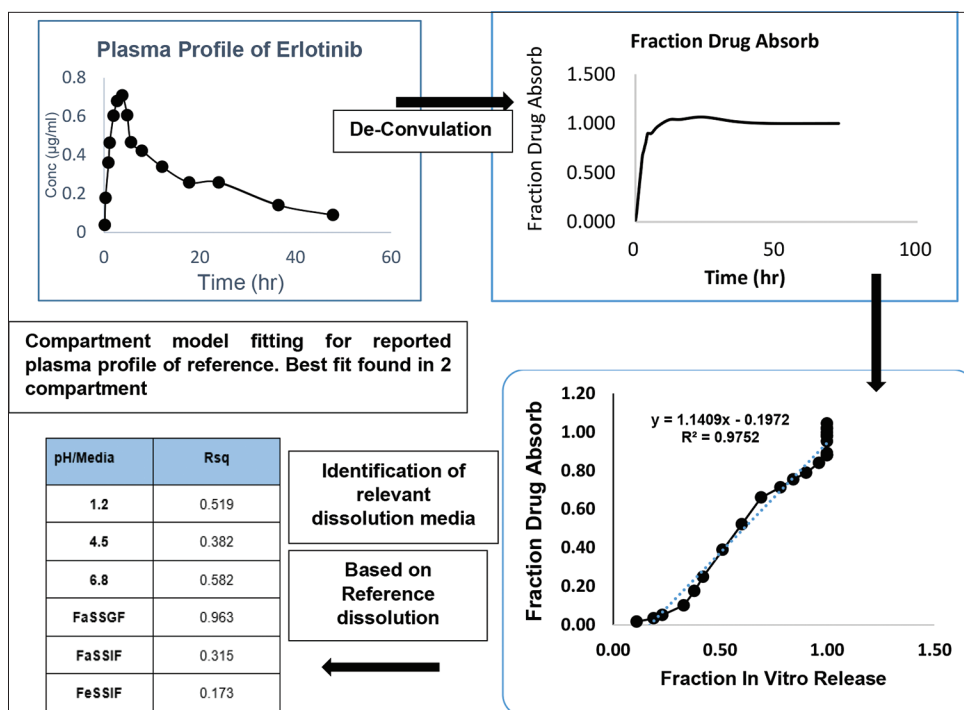 Plasma Profile of Erlotinib
Conc (µg/ml)
0.8
0.6
0.4
0.2
0
0
20
40
60
Time (hr)
De-Convulation
Fraction Drug Absorb
Fraction Drug Absorb
1.500
1.000
0.500
0.000
0
50
100
Time (hr)
Compartment model fitting for reported
plasma profile of reference. Best fit found in 2
compartment
Fraction Drug Absorb
1.20
1.00
0.80
0.60
0.40
0.20
0.00
y = 1.1409x - 0.1972
R² = 0.9752
0.00
0.50
1.00
1.50
Fraction In Vitro Release
Identification of
relevant
dissolution media
Based on
Reference
dissolution
pH/Media Rsq
1.2 0.519
4.5 0.382
6.8 0.582
FaSSGF 0.963
FaSSIF 0.315
FeSSIF 0.173